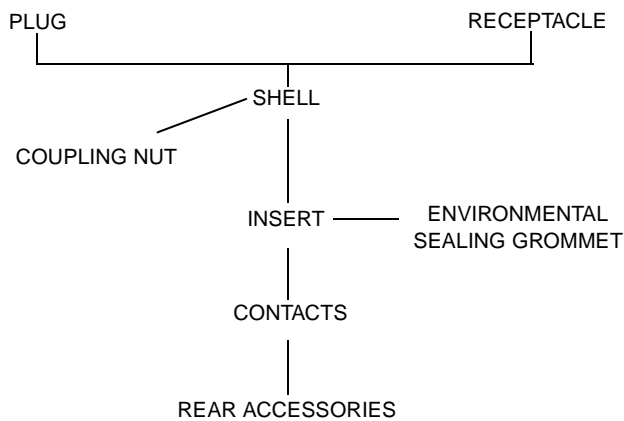 PLUG
RECEPTACLE
SHELL
COUPLING NUT
INSERT
ENVIRONMENTAL
SEALING GROMMET
CONTACTS
REAR ACCESSORIES